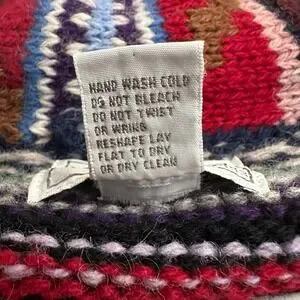 HAND WASH COLD
DO NOT BLEACH
DO NOT TWIST
OR WRING
RESHAPE LAY
FLAT TO DRY
OR DRY CLEAN